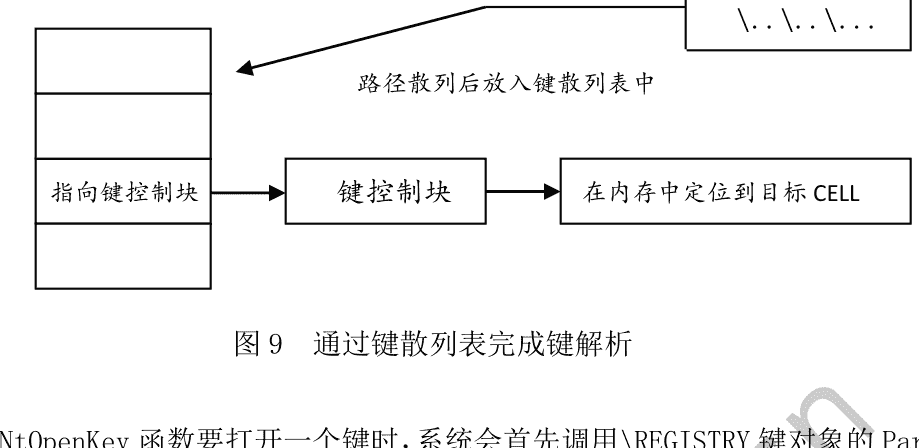 \..\..\...
路径散列后放入键散列表中
指向键控制块
键控制块
在内存中定位到目标 CELL
图 9 通过键散列表完成键解析
NtOpenKey 函数要打开一个键时，系统会首先调用\REGISTRY 键对象的 Par